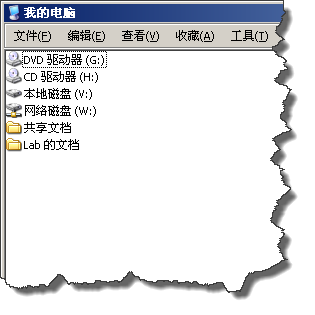 我的电脑
文件(F) 编辑(E) 查看(V) 收藏(A) 工具(T)
DVD 驱动器 (G:)
CD 驱动器 (H:)
本地磁盘 (V:)
网络磁盘 (W:)
共享文档
Lab 的文档